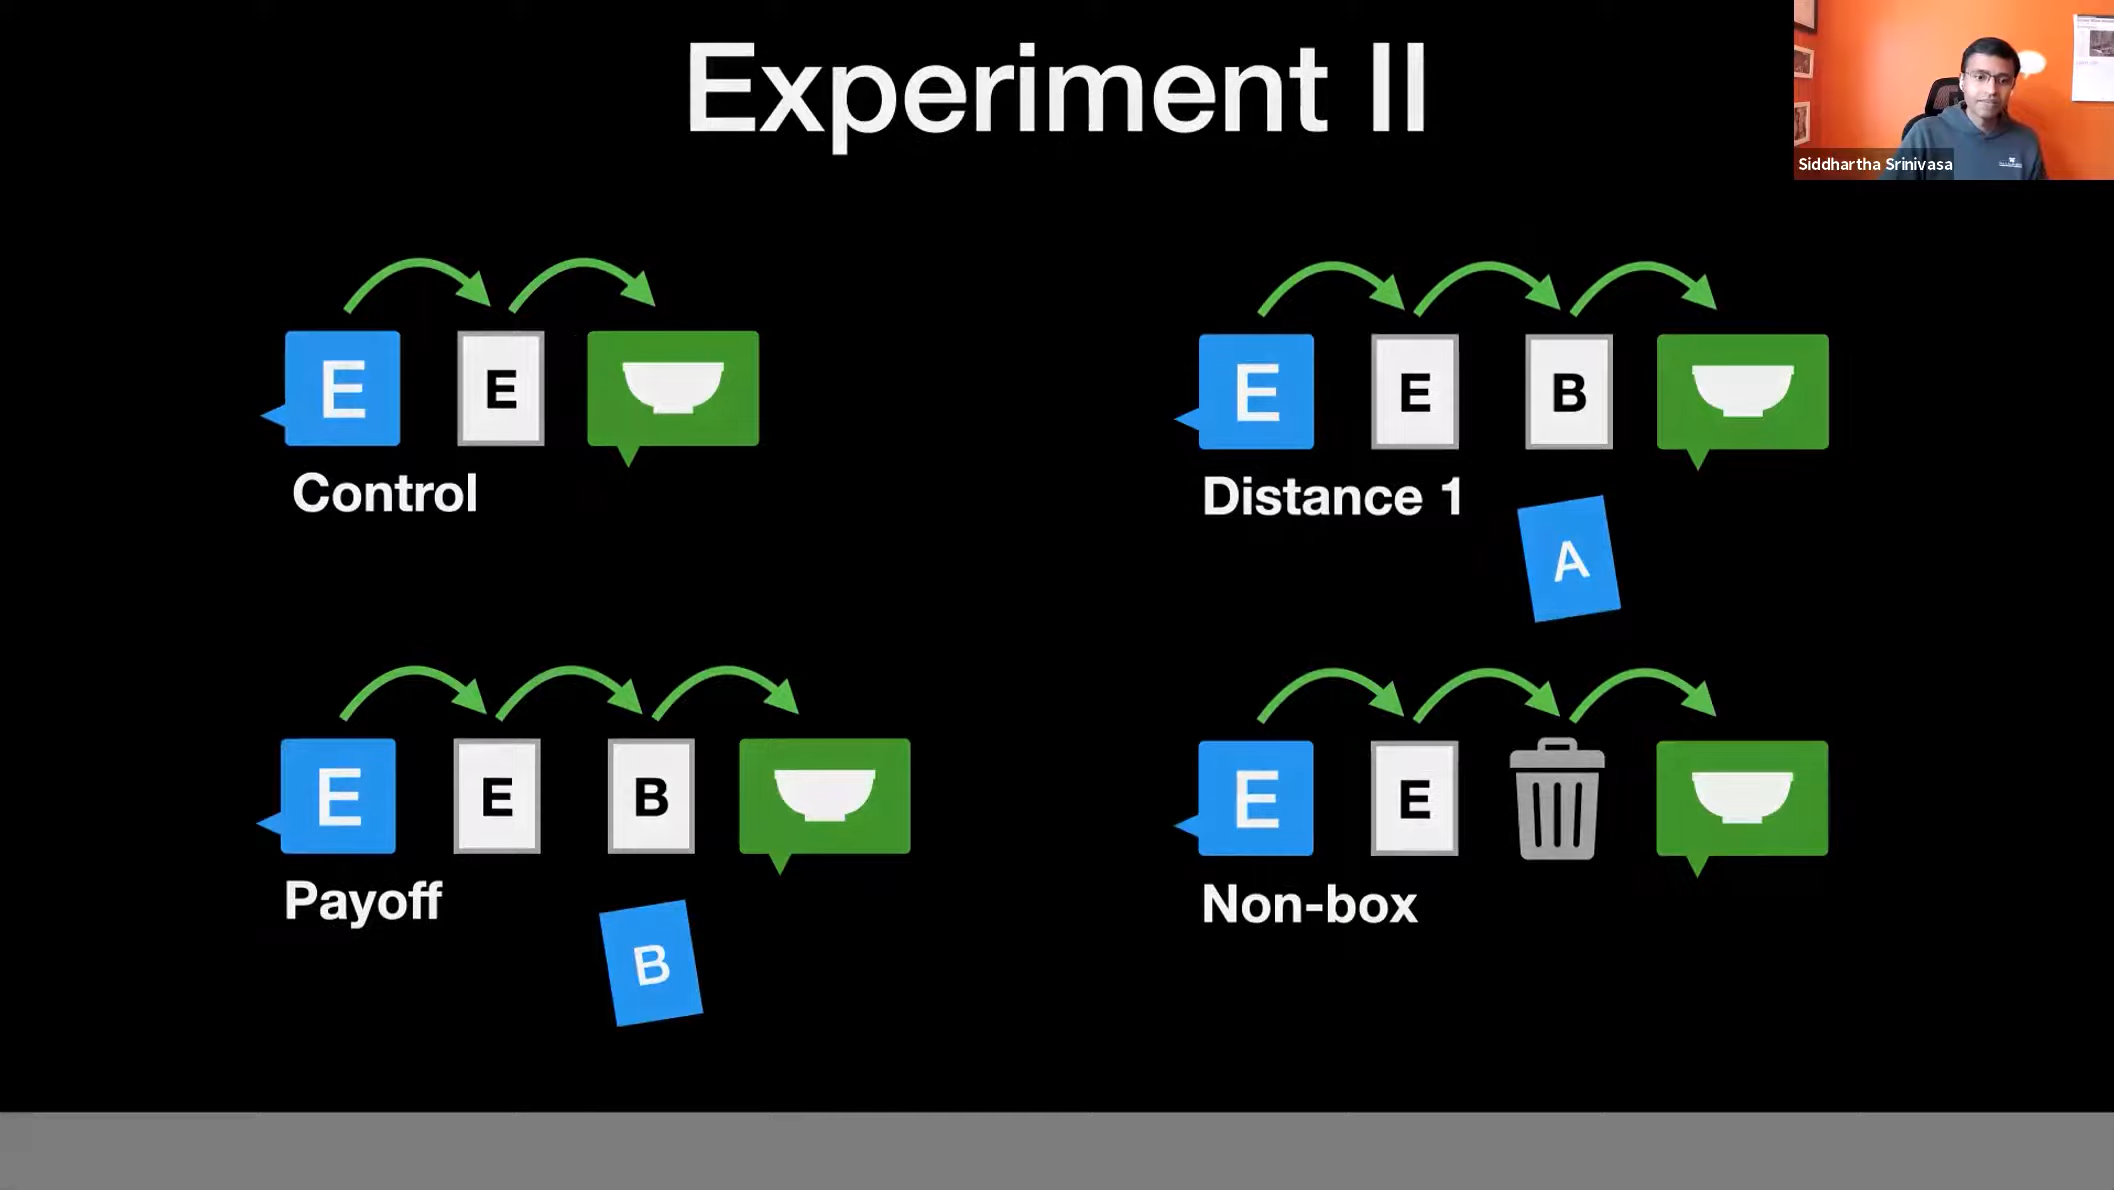 Experiment II
Siddhartha Srinivasa
E E
Control
E E B
Distance 1
A
E E B
Payoff
B
E E
Non-box